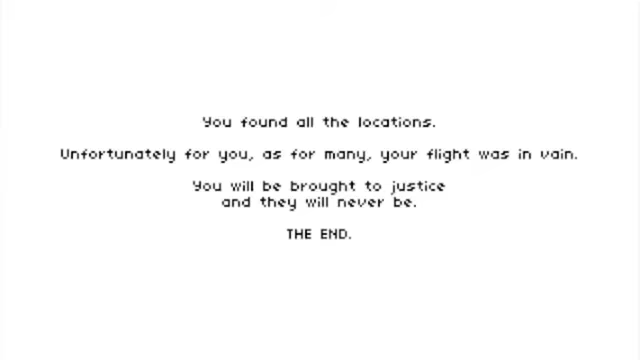 You found all the locations.
Unfortunately for you, as for many, your flight was in vain.
You will be brought to justice
and they will never be.
THE END.